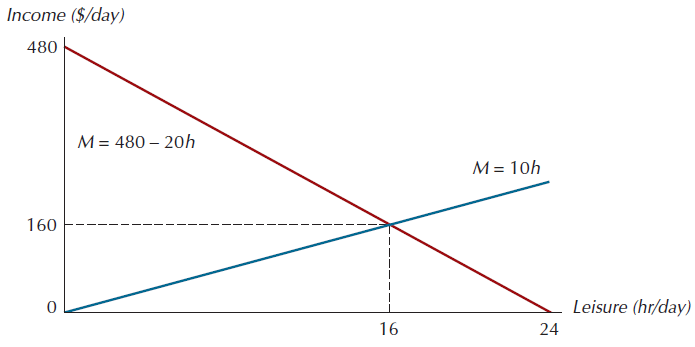 Income ($/day)
480
M = 480 – 20h
M = 10h
160
0
Leisure (hr/day)
16
24